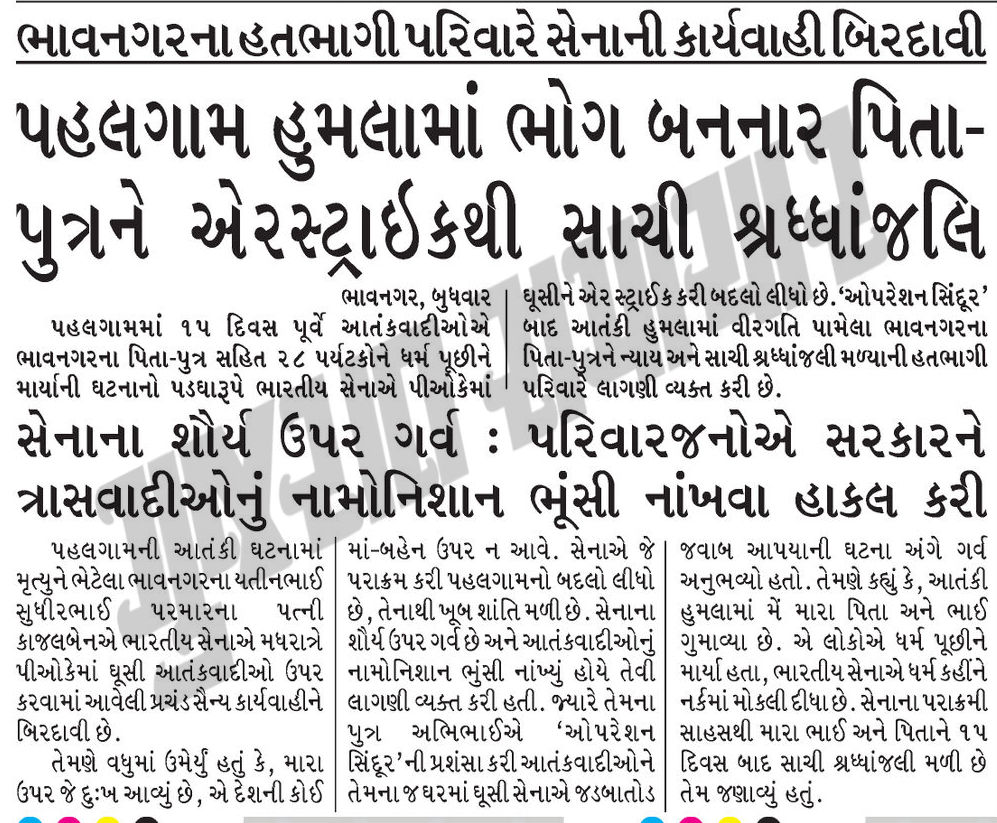 ભાવનગરના હતભાગી પરિવારે સેનાની કાર્યવાહી બિરદાવી
પહલગામ હુમલામાં ભોગ બનનાર પિતા-
પુત્રને એરસ્ટ્રાઇકથી સાચી શ્રધ્ધાંજલિ
ભાવનગર, બુધવાર
પહલગામમાં ૧૫ દિવસ પૂર્વે આતંકવાદીઓએ
ભાવનગરના પિતા-પુત્ર સહિત ૨૮ પર્યટકોને ધર્મ પૂછીને
માર્યાની ઘટનાનો પડઘારૂપે ભારતીય સેનાએ પીઓકેમાં
ઘૂસીને એર સ્ટ્રાઈક કરી બદલો લીધો છે. ‘ઓપરેશન સિંદૂર’
બાદ આતંકી હુમલામાં વીરગતિ પામેલા ભાવનગરના
પિતા-પુત્રને ન્યાય અને સાચી શ્રધ્ધાંજલી મળ્યાની હતભાગી
પરિવારે લાગણી વ્યક્ત કરી છે.
સેનાના શૌર્ય ઉપર ગર્વ : પરિવારજનોએ સરકારને
ત્રાસવાદીઓનું નામોનિશાન ભૂંસી નાંખવા હાકલ કરી
પહલગામની આતંકી ઘટનામાં
મૃત્યુને ભેટેલા ભાવનગરના યતીનભાઈ
સુધીરભાઈ પરમારના પત્ની
કાજલબેનએ ભારતીય સેનાએ મધરાત્રે
પીઓકેમાં ઘૂસી આતંકવાદીઓ ઉપર
કરવામાં આવેલી પ્રચંડ સૈન્ય કાર્યવાહીને
બિરદાવી છે.
તેમણે વધુમાં ઉમેર્યું હતું કે, મારા
ઉપર જે દુઃખ આવ્યું છે, એ દેશની કોઈ
માં-બહેન ઉપર ન આવે. સેનાએ જે
પરાક્રમ કરી પહલગામનો બદલો લીધો
છે, તેનાથી ખૂબ શાંતિ મળી છે. સેનાના
શૌર્ય ઉપર ગર્વ છે અને આતંકવાદીઓનું
નામોનિશાન ભુંસી નાંખ્યું હોયે તેવી
લાગણી વ્યક્ત કરી હતી. જ્યારે તેમના
પુત્ર અભિભાઈએ ‘ઓપરેશન
સિંદૂર’ની પ્રશંસા કરી આતંકવાદીઓને
તેમના જ ઘરમાં ઘૂસી સેનાએ જડબાતોડ
જવાબ આપયાની ઘટના અંગે ગર્વ
અનુભવ્યો હતો. તેમણે કહ્યું કે, આતંકી
હુમલામાં મેં મારા પિતા અને ભાઈ
ગુમાવ્યા છે. એ લોકોએ ધર્મ પૂછીને
માર્યા હતા, ભારતીય સેનાએ ધર્મ કહીંને
નર્કમાં મોકલી દીધા છે. સેનાના પરાક્રમી
સાહસથી મારા ભાઈ અને પિતાને ૧૫
દિવસ બાદ સાચી શ્રધ્ધાંજલી મળી છે
તેમ જણાવ્યું હતું.
ગુજરાત સમાચાર